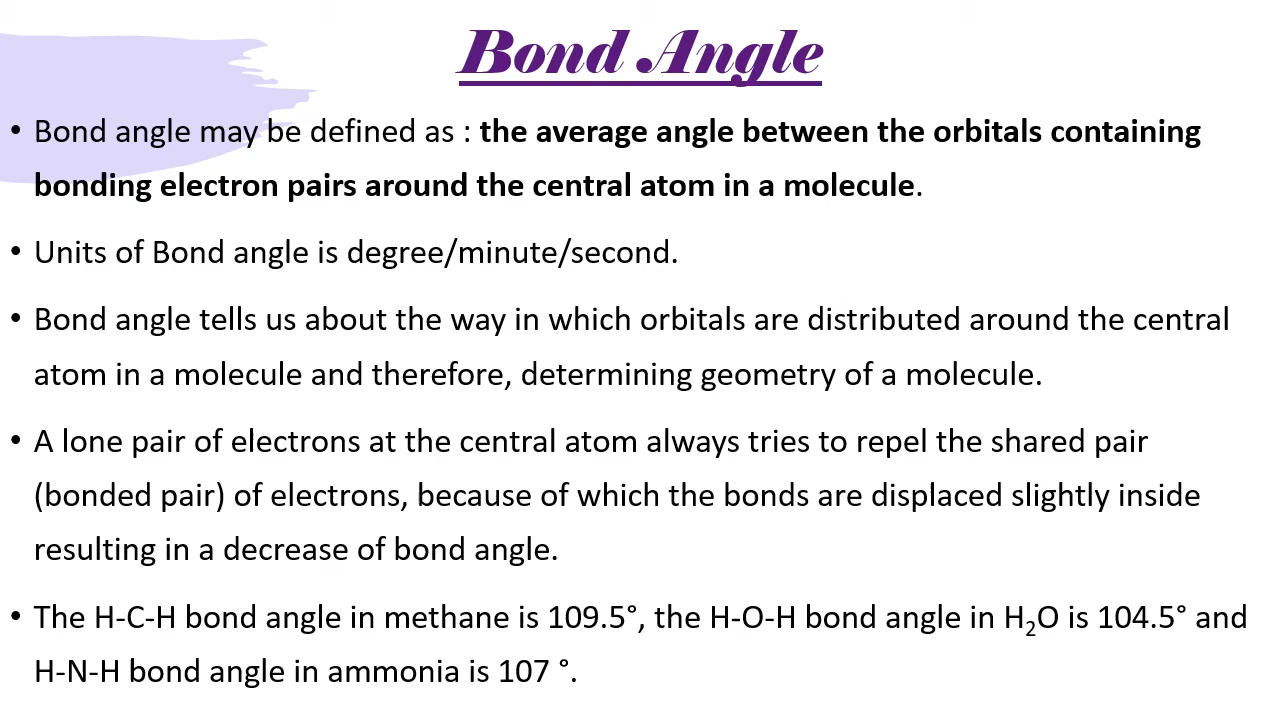 Bond Angle
• Bond angle may be defined as : the average angle between the orbitals containing
bonding electron pairs around the central atom in a molecule.
• Units of Bond angle is degree/minute/second.
• Bond angle tells us about the way in which orbitals are distributed around the central
atom in a molecule and therefore, determining geometry of a molecule.
• A lone pair of electrons at the central atom always tries to repel the shared pair
(bonded pair) of electrons, because of which the bonds are displaced slightly inside
resulting in a decrease of bond angle.
• The H-C-H bond angle in methane is 109.5°, the H-O-H bond angle in H₂O is 104.5° and
H-N-H bond angle in ammonia is 107 °.